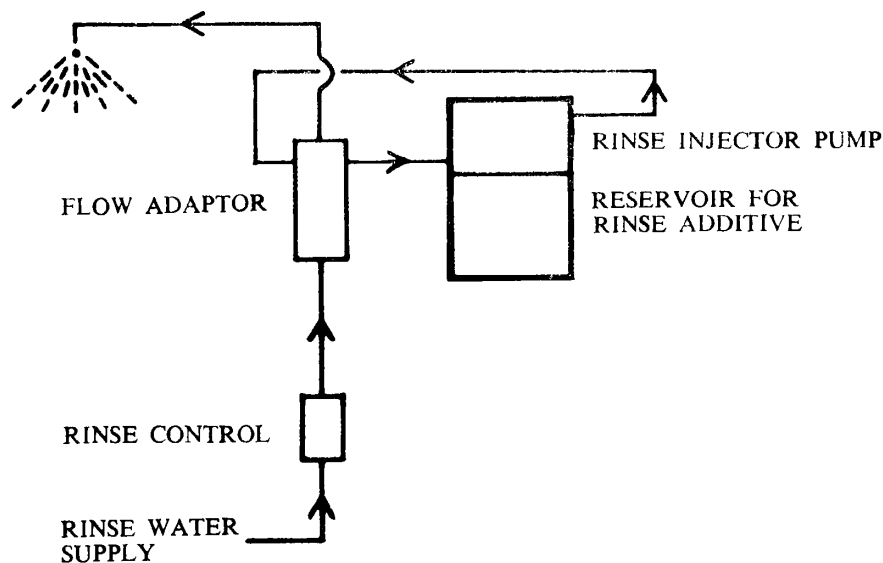 RINSE INJECTOR PUMP
FLOW ADAPTOR
RESERVOIR FOR
RINSE ADDITIVE
RINSE CONTROL
RINSE WATER
SUPPLY